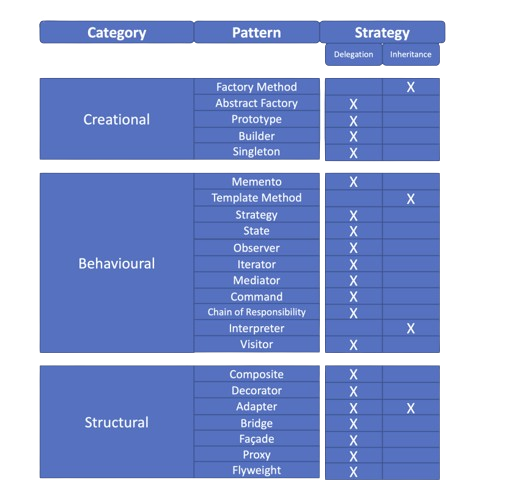 Category Pattern Strategy
Delegation Inheritance
Factory Method X
Abstract Factory X
Creational Prototype X
Builder X
Singleton X
Memento X
Template Method X
Strategy X
State X
Observer X
Behavioural Iterator X
Mediator X
Command X
Chain of Responsibility X
Interpreter X
Visitor X
Composite X
Decorator X
Adapter X X
Structural Bridge X
Façade X
Proxy X
Flyweight X